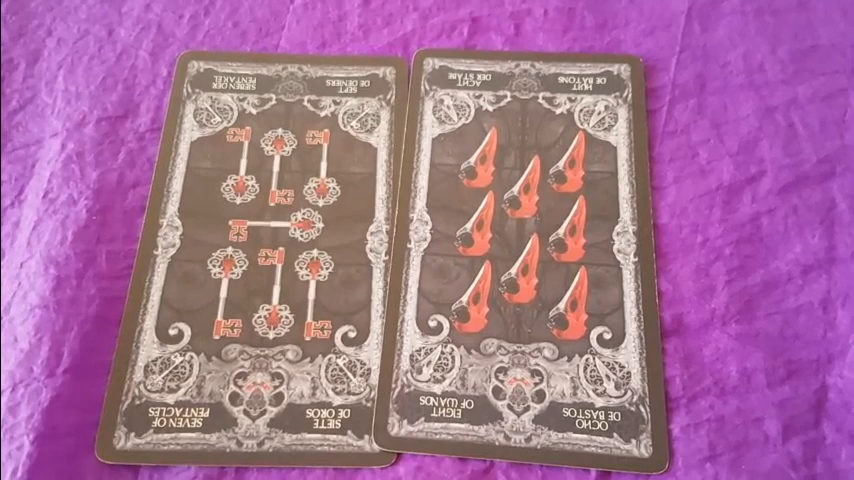 SIEBEN DER
PENTAKEL
SEPT
DE DENIERS
ACHT
DER STÄBE
HUIT
DE BATONS
SEVEN OF
PENTACLES
SIETE
DE OROS
EIGHT
OF WANDS
OCHO
DE BASTOS